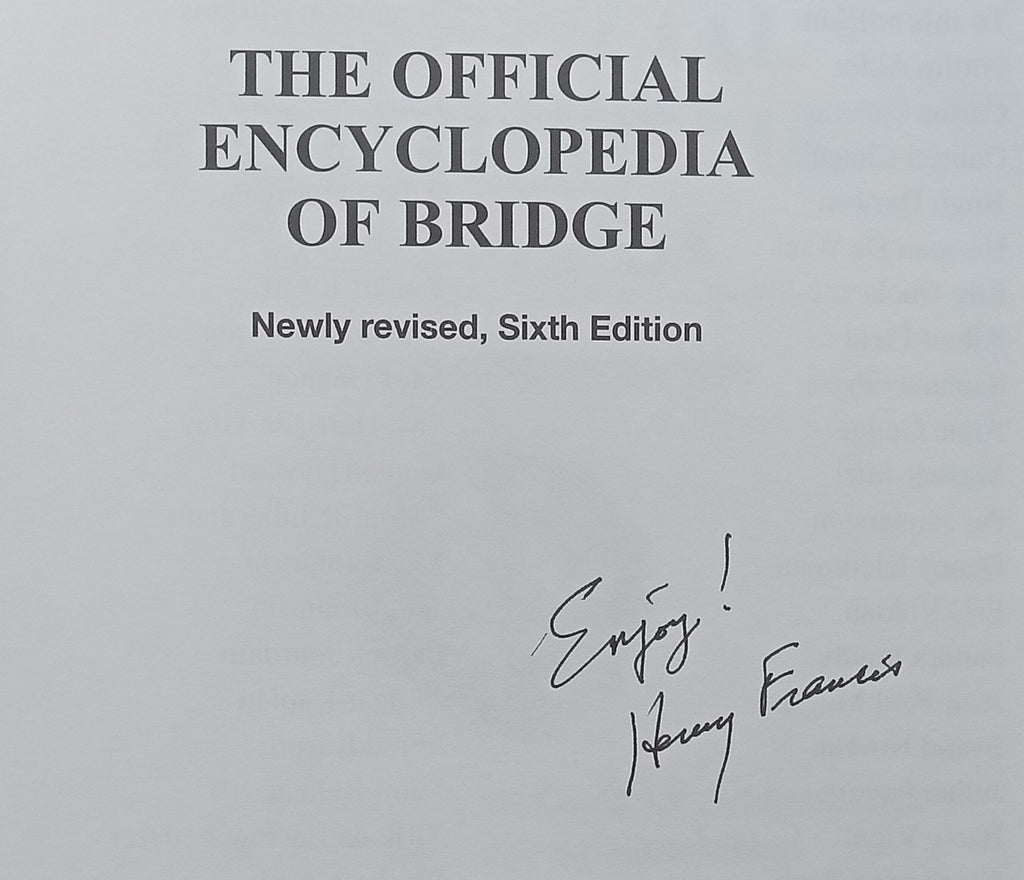 THE OFFICIAL
ENCYCLOPEDIA
OF BRIDGE
Newly revised, Sixth Edition
Enjoy!
Henry Francis